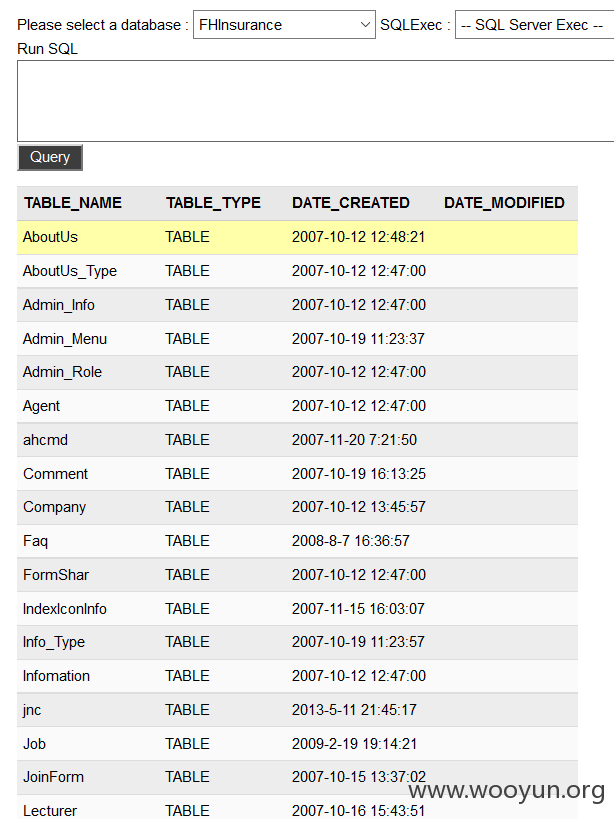 Please select a database : FHInsurance SQLExec : -- SQL Server Exec --
Run SQL
Query
TABLE_NAME TABLE_TYPE DATE_CREATED DATE_MODIFIED
AboutUs TABLE 2007-10-12 12:48:21
AboutUs_Type TABLE 2007-10-12 12:47:00
Admin_Info TABLE 2007-10-12 12:47:00
Admin_Menu TABLE 2007-10-19 11:23:37
Admin_Role TABLE 2007-10-12 12:47:00
Agent TABLE 2007-10-12 12:47:00
ahcmd TABLE 2007-11-20 7:21:50
Comment TABLE 2007-10-19 16:13:25
Company TABLE 2007-10-12 13:45:57
Faq TABLE 2008-8-7 16:36:57
FormShar TABLE 2007-10-12 12:47:00
IndexIconInfo TABLE 2007-11-15 16:03:07
Info_Type TABLE 2007-10-19 11:23:57
Infomation TABLE 2007-10-12 12:47:00
jnc TABLE 2013-5-11 21:45:17
Job TABLE 2009-2-19 19:14:21
JoinForm TABLE 2007-10-15 13:37:02
www.wooyun.org
Lecturer TABLE 2007-10-16 15:43:51